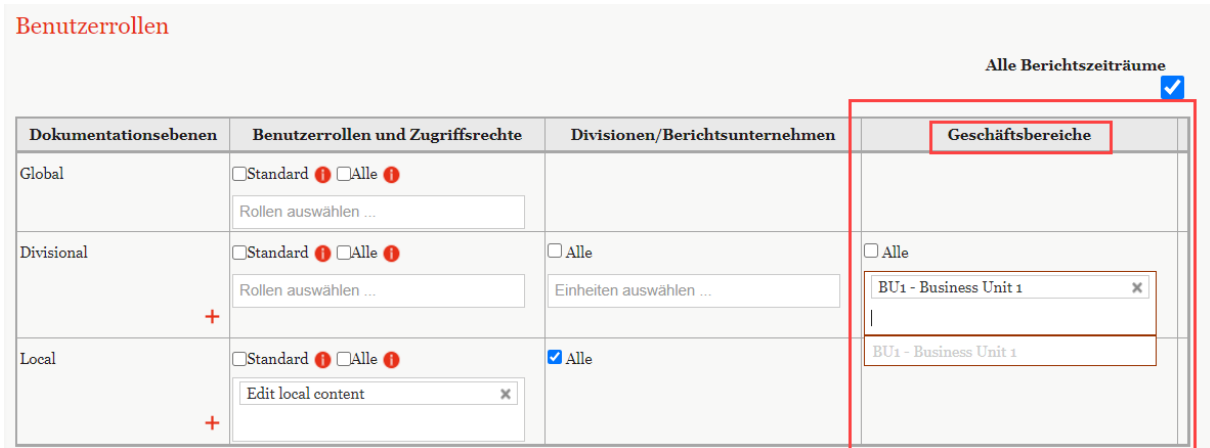 Benutzerrollen
Alle Berichtszeiträume
Dokumentationsebenen Benutzerrollen und Zugriffsrechte Divisionen/Berichtsunternehmen Geschäftsbereiche
Global Standard Alle
Rollen auswählen ...
Divisional Standard Alle Alle Alle
Rollen auswählen ... Einheiten auswählen ... BU1 - Business Unit 1
BU1 - Business Unit 1
Local Standard Alle Alle
Edit local content